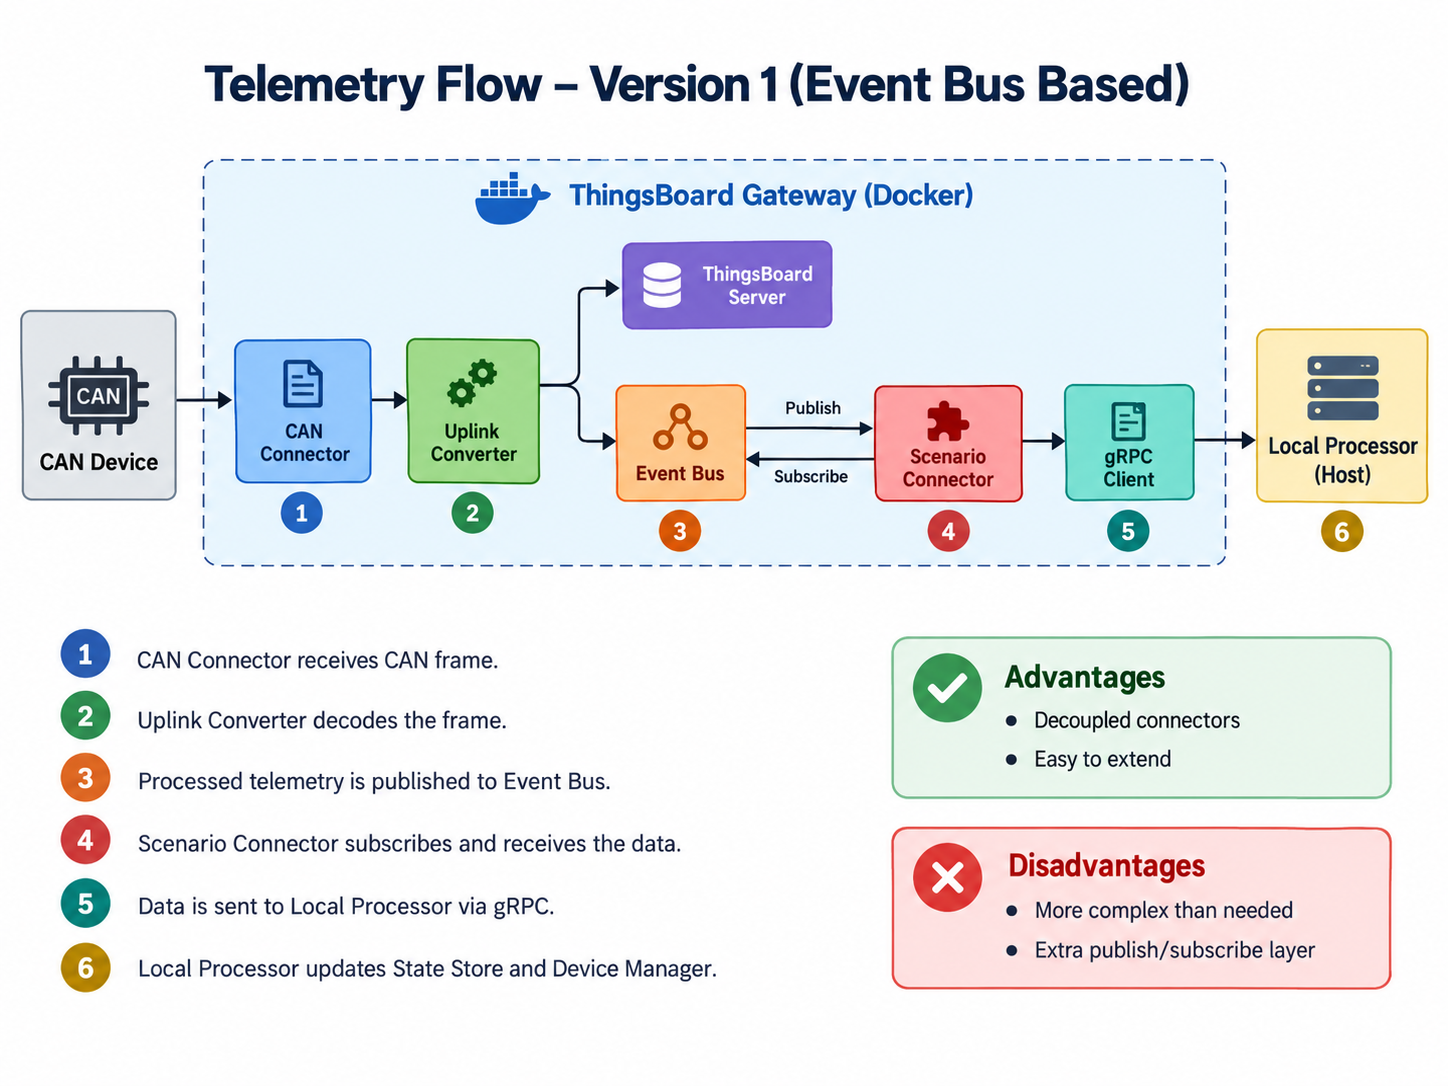 Telemetry Flow – Version 1 (Event Bus Based)
ThingsBoard Gateway (Docker)
ThingsBoard
Server
CAN
CAN Device
CAN
Connector
1
Uplink
Converter
2
Event Bus
3
Publish
Subscribe
Scenario
Connector
4
gRPC
Client
5
Local Processor
(Host)
6
1 CAN Connector receives CAN frame.
2 Uplink Converter decodes the frame.
3 Processed telemetry is published to Event Bus.
4 Scenario Connector subscribes and receives the data.
5 Data is sent to Local Processor via gRPC.
6 Local Processor updates State Store and Device Manager.
Advantages
• Decoupled connectors
• Easy to extend
Disadvantages
• More complex than needed
• Extra publish/subscribe layer